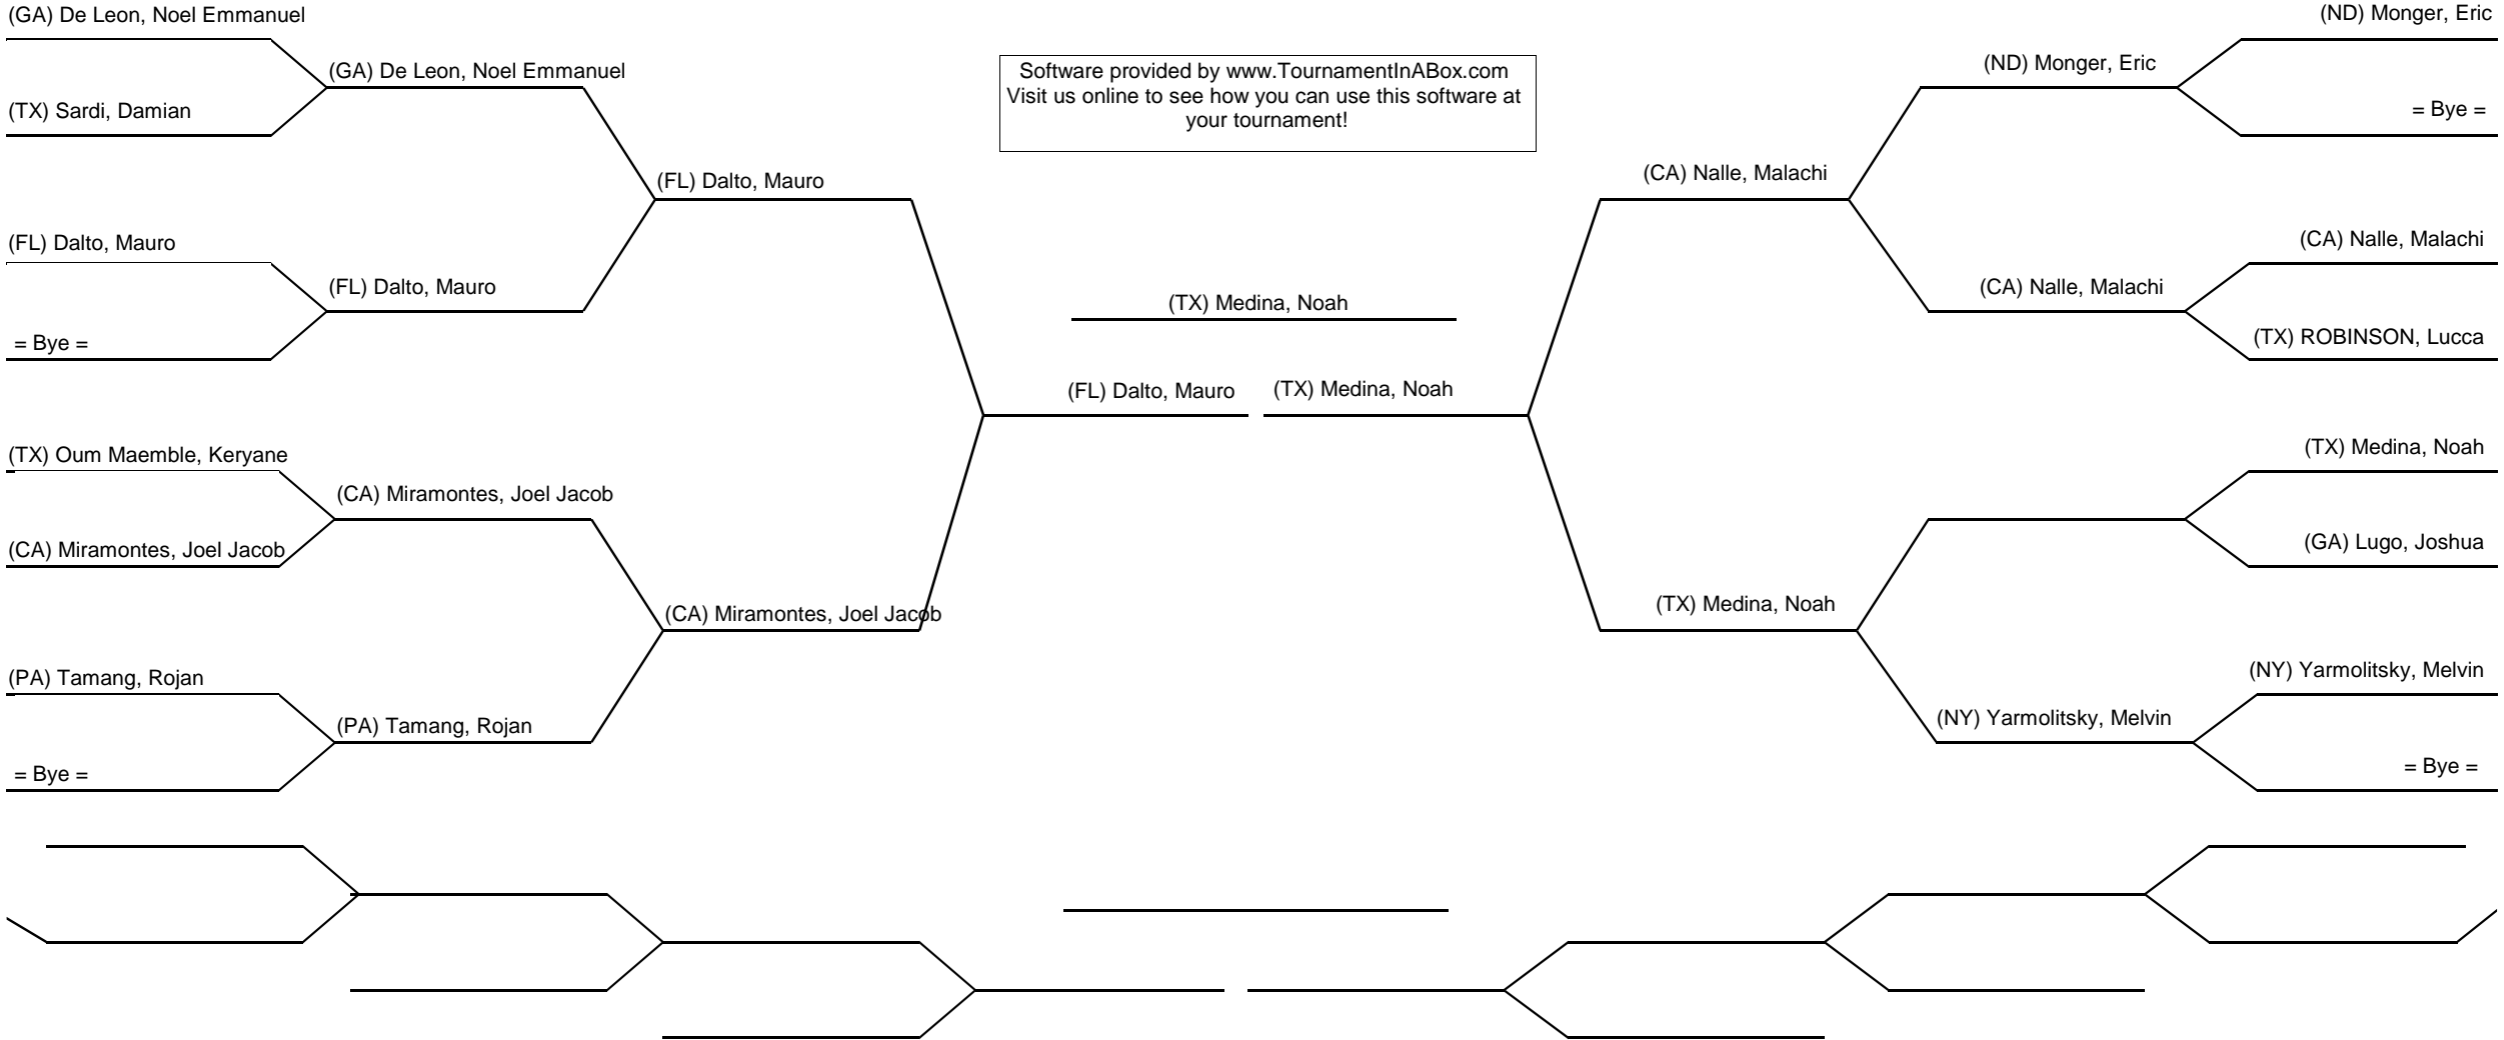 (GA) De Leon, Noel Emmanuel
(TX) Sardi, Damian
(FL) Dalto, Mauro
= Bye =
(TX) Oum Maemble, Keryane
(CA) Miramontes, Joel Jacob
(PA) Tamang, Rojan
= Bye =
(GA) De Leon, Noel Emmanuel
(FL) Dalto, Mauro
(CA) Miramontes, Joel Jacob
(PA) Tamang, Rojan
(FL) Dalto, Mauro
(CA) Miramontes, Joel Jacob
Software provided by www.TournamentInABox.com
Visit us online to see how you can use this software at
your tournament!
(TX) Medina, Noah
(FL) Dalto, Mauro
(TX) Medina, Noah
(CA) Nalle, Malachi
(TX) Medina, Noah
(ND) Monger, Eric
(CA) Nalle, Malachi
(NY) Yarmolitsky, Melvin
(ND) Monger, Eric
= Bye =
(CA) Nalle, Malachi
(TX) ROBINSON, Lucca
(TX) Medina, Noah
(GA) Lugo, Joshua
(NY) Yarmolitsky, Melvin
= Bye =